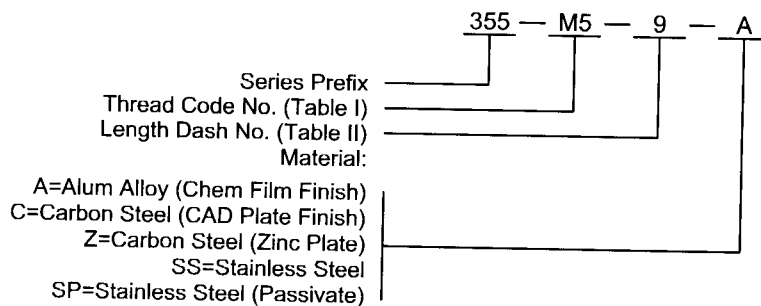 355 — M5 — 9 — A
Series Prefix
Thread Code No. (Table I)
Length Dash No. (Table II)
Material:
A=Alum Alloy (Chem Film Finish)
C=Carbon Steel (CAD Plate Finish)
Z=Carbon Steel (Zinc Plate)
SS=Stainless Steel
SP=Stainless Steel (Passivate)